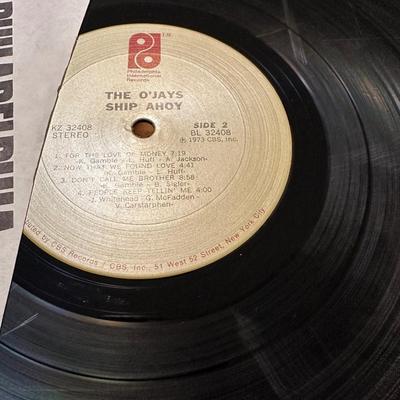 PHILADELPHIA
TM
Philadelphia
International
Records
THE O'JAYS
SHIP AHOY
KZ 32408
STEREO
SIDE 2
BL 32408
℗ 1973 CBS, Inc.
1. FOR THE LOVE OF MONEY 7:19
-K. Gamble - L. Huff - A. Jackson-
2. NOW THAT WE FOUND LOVE 4:41
-K. Gamble - L. Huff-
3. DON'T CALL ME BROTHER 8:58
-K. Gamble - B. Sigler-
4. PEOPLE KEEP TELLIN' ME 4:00
-J. Whitehead - G. McFadden -
V. Carstarphen-
by CBS Records / CBS, Inc., 51 West 52 Street, New York City